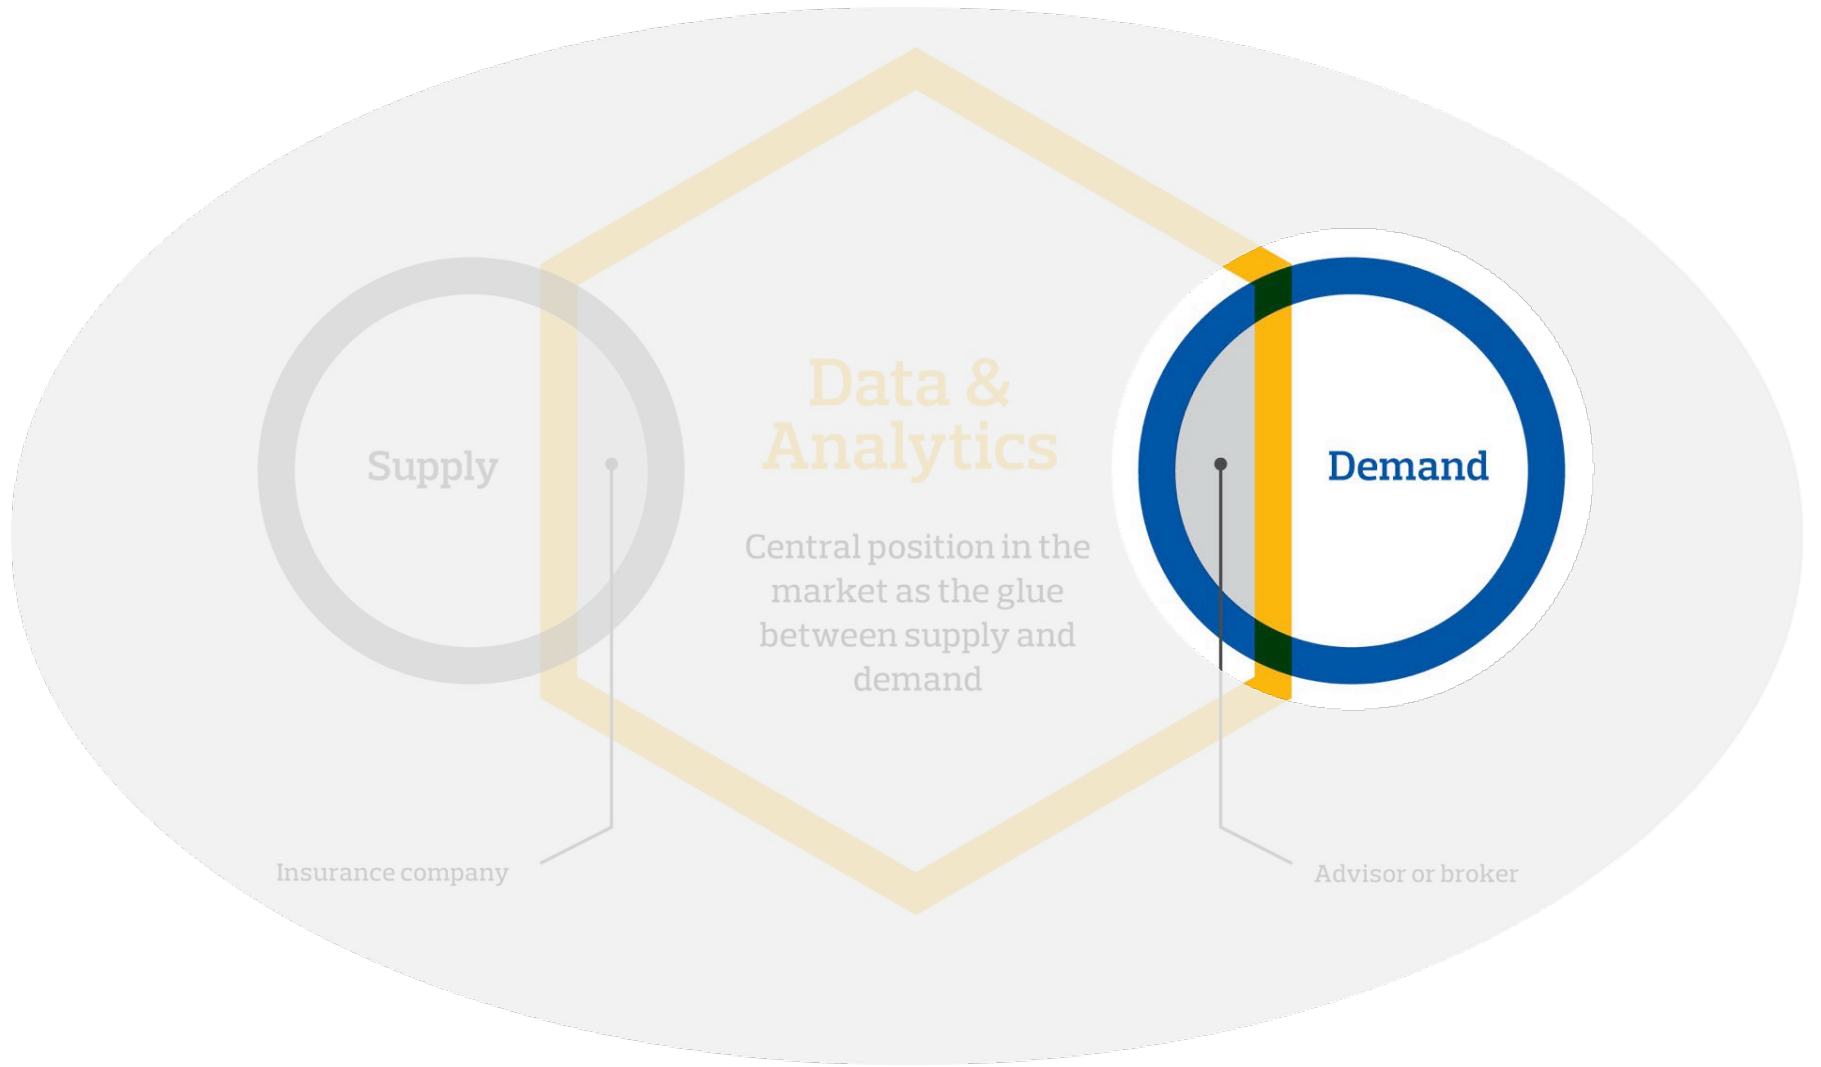 Data &
Analytics
Supply
Demand
Central position in the
market as the glue
between supply and
demand
Insurance company
Advisor or broker